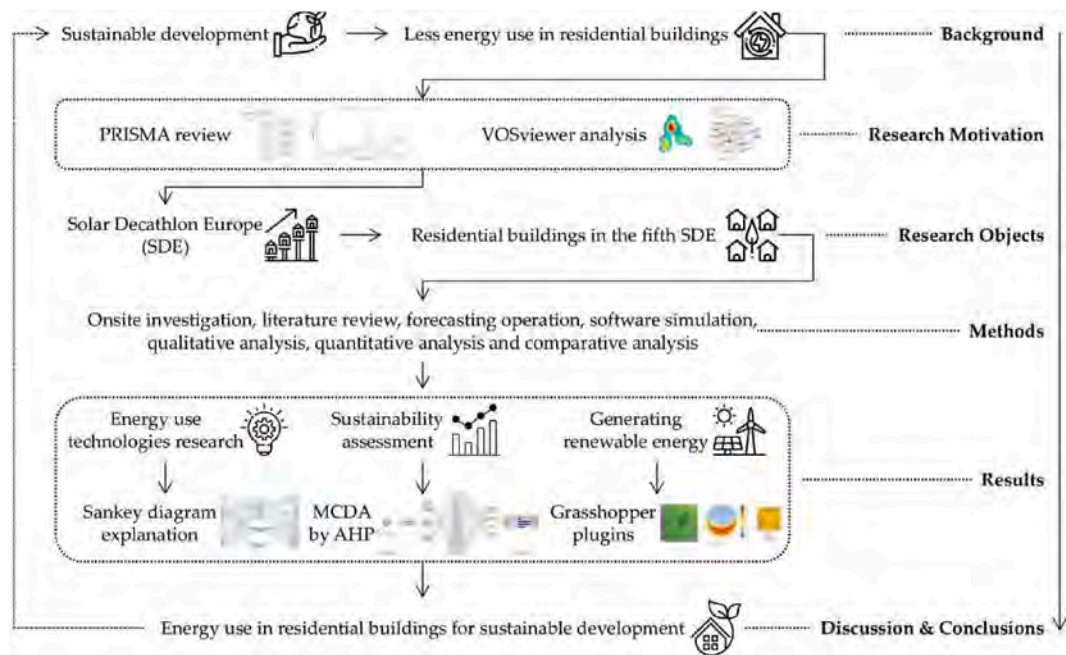 Sustainable development
Less energy use in residential buildings
Background
PRISMA review
VOSviewer analysis
Research Motivation
Solar Decathlon Europe
(SDE)
Residential buildings in the fifth SDE
Research Objects
Onsite investigation, literature review, forecasting operation, software simulation,
qualitative analysis, quantitative analysis and comparative analysis
Methods
Energy use
technologies research
Sustainability
assessment
Generating
renewable energy
Results
Sankey diagram
explanation
MCDA
by AHP
Grasshopper
plugins
Energy use in residential buildings for sustainable development
Discussion & Conclusions